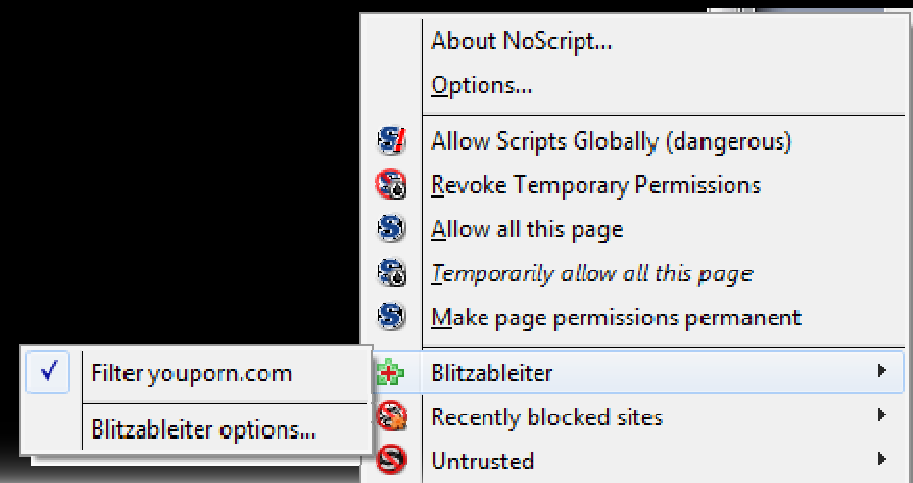 About NoScript...
Options...
Allow Scripts Globally (dangerous)
Revoke Temporary Permissions
Allow all this page
Temporarily allow all this page
Make page permissions permanent
Blitzableiter
Filter youporn.com
Blitzableiter options...
Recently blocked sites
Untrusted